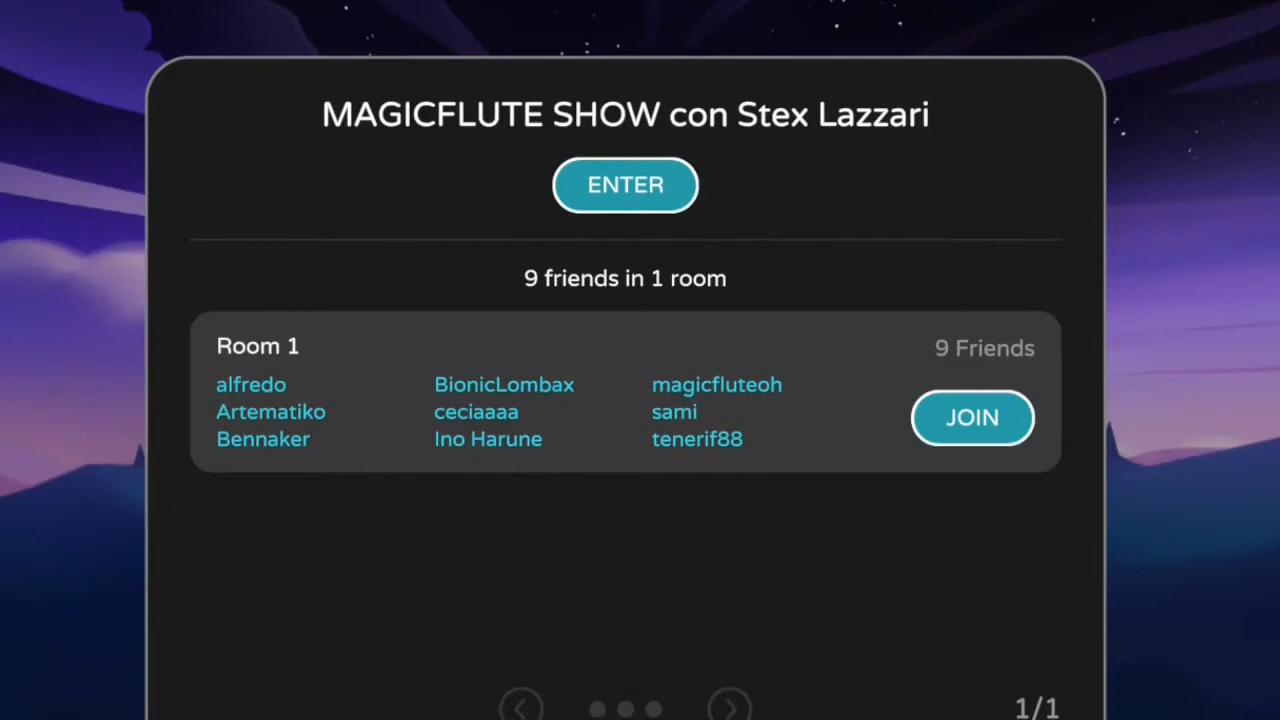 MAGICFLUTE SHOW con Stex Lazzari
ENTER
9 friends in 1 room
Room 1
9 Friends
alfredo BionicLombax magicfluteoh
Artematiko ceciaaaa sami
JOIN
Bennaker Ino Harune tenerif88
1/1